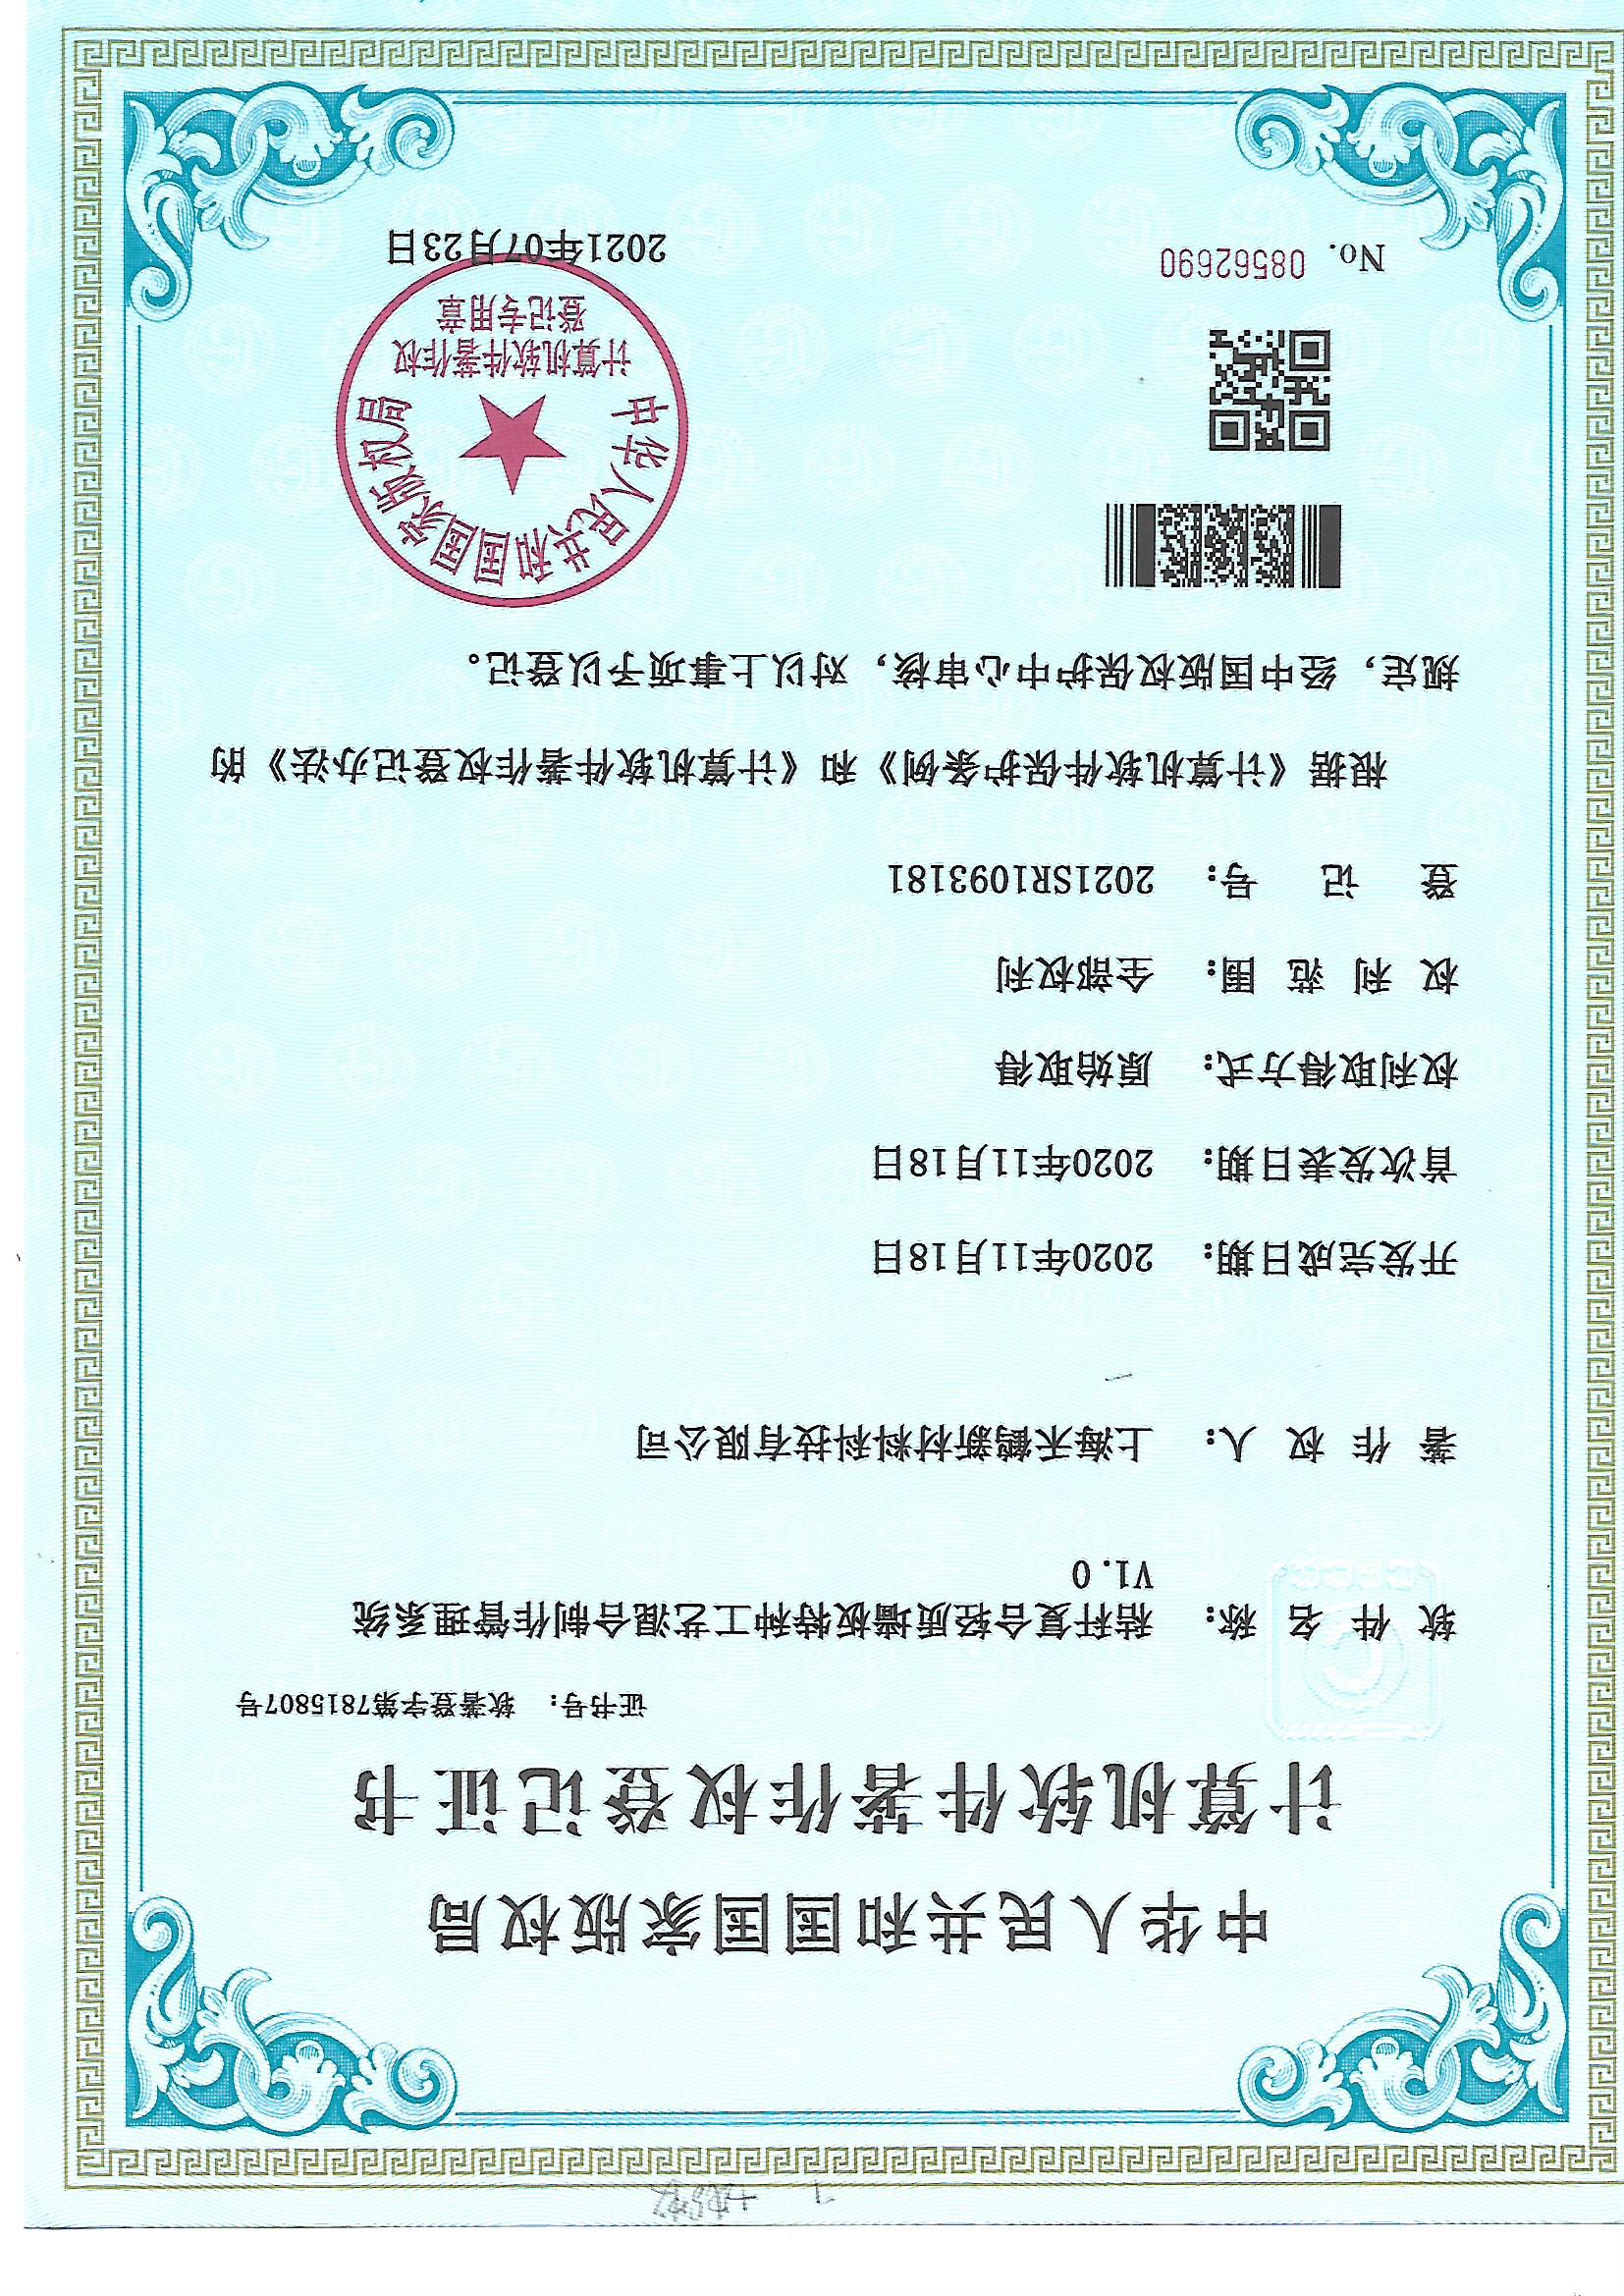 中华人民共和国国家版权局
计算机软件著作权登记证书
证书号： 软著登字第7815807号
软件名称： 秸秆复合轻质墙板特种工艺混合制作管理系统
V1.0
著作权人： 上海禾鹤新材料科技有限公司
开发完成日期： 2020年11月18日
首次发表日期： 2020年11月18日
权利取得方式： 原始取得
权利范围： 全部权利
登记号： 2021SR1093181
根据《计算机软件保护条例》和《计算机软件著作权登记办法》的
规定，经中国版权保护中心审核，对以上事项予以登记。
中华人民共和国国家版权局
计算机软件著作权
登记专用章
No. 08562690
2021年07月23日